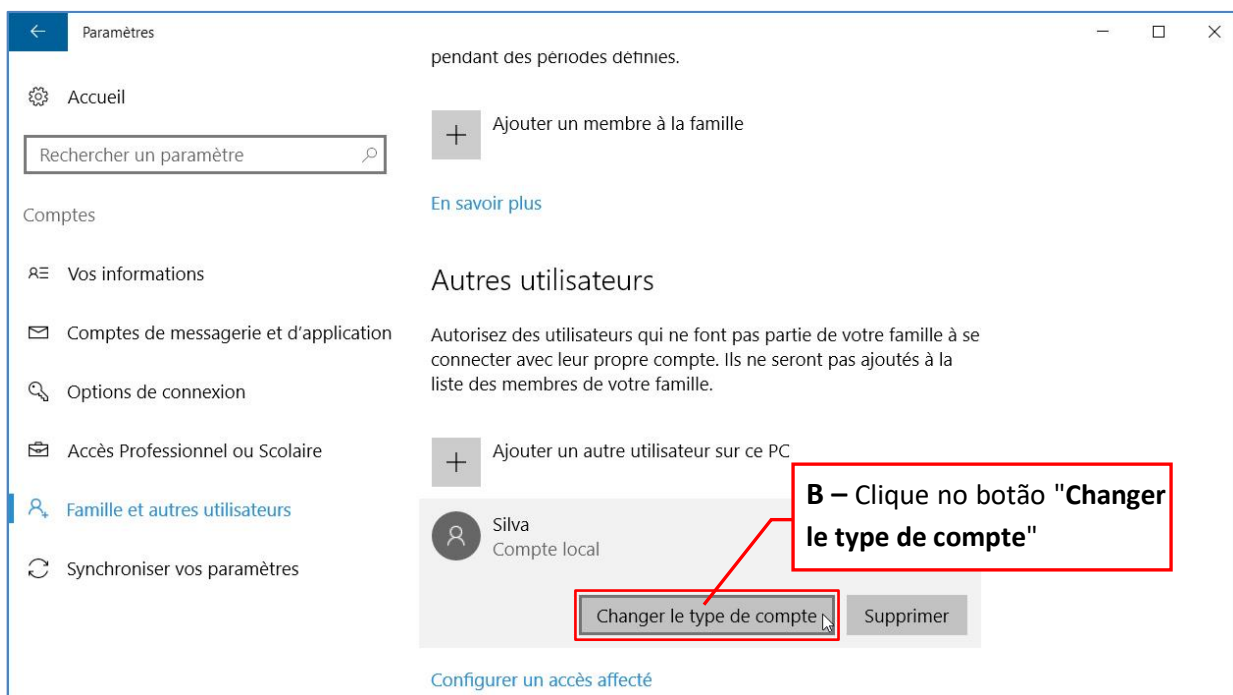 Paramètres
pendant des périodes définies.
Accueil
Ajouter un membre à la famille
Rechercher un paramètre
En savoir plus
Comptes
Vos informations
Autres utilisateurs
Comptes de messagerie et d'application
Autorisez des utilisateurs qui ne font pas partie de votre famille à se
connecter avec leur propre compte. Ils ne seront pas ajoutés à la
liste des membres de votre famille.
Options de connexion
Accès Professionnel ou Scolaire
Ajouter un autre utilisateur sur ce PC
B – Clique no botão "Changer
le type de compte"
Famille et autres utilisateurs
Silva
Compte local
Synchroniser vos paramètres
Changer le type de compte
Supprimer
Configurer un accès affecté